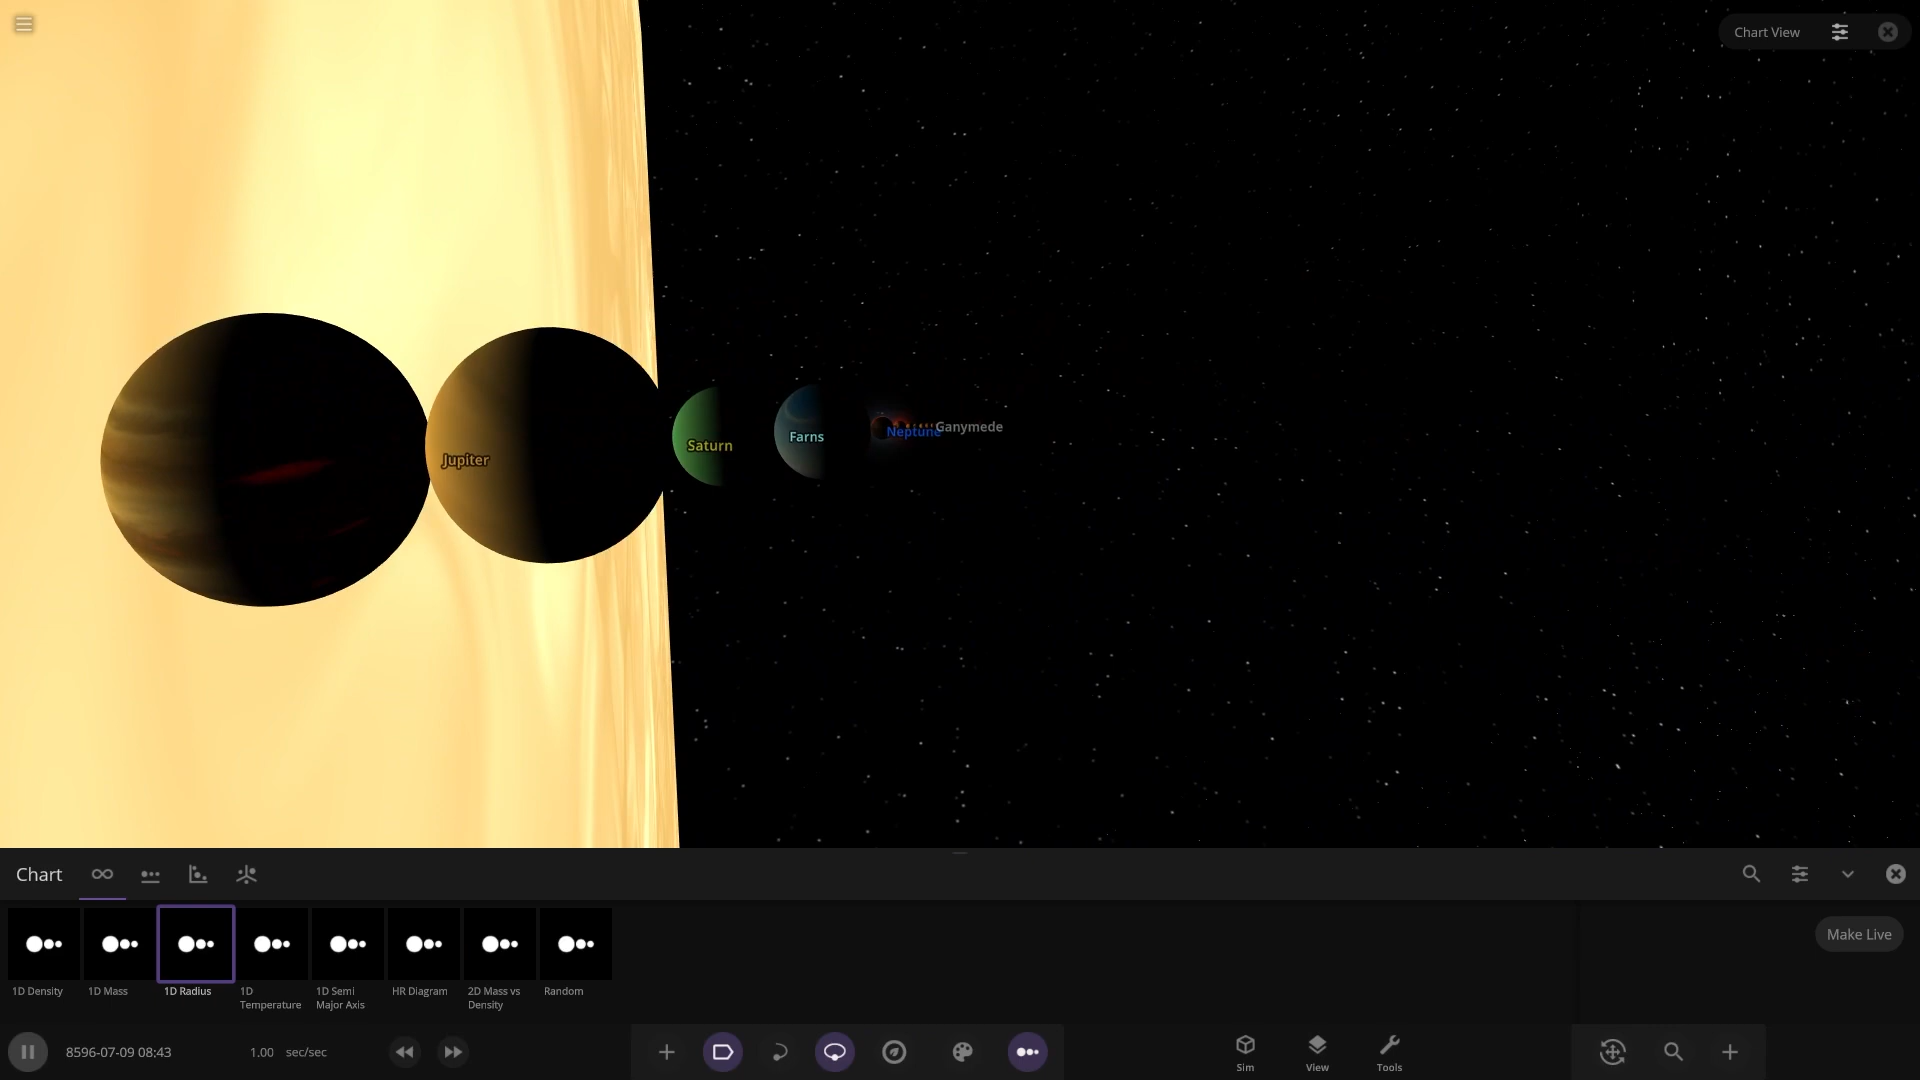 Chart View
Jupiter
Saturn
Farns
Neptune
Ganymede
Chart
1D Density
1D Mass
1D Radius
1D
Temperature
1D Semi
Major Axis
HR Diagram
2D Mass vs
Density
Random
Make Live
8596-07-09 08:43
1.00 sec/sec
Sim
View
Tools